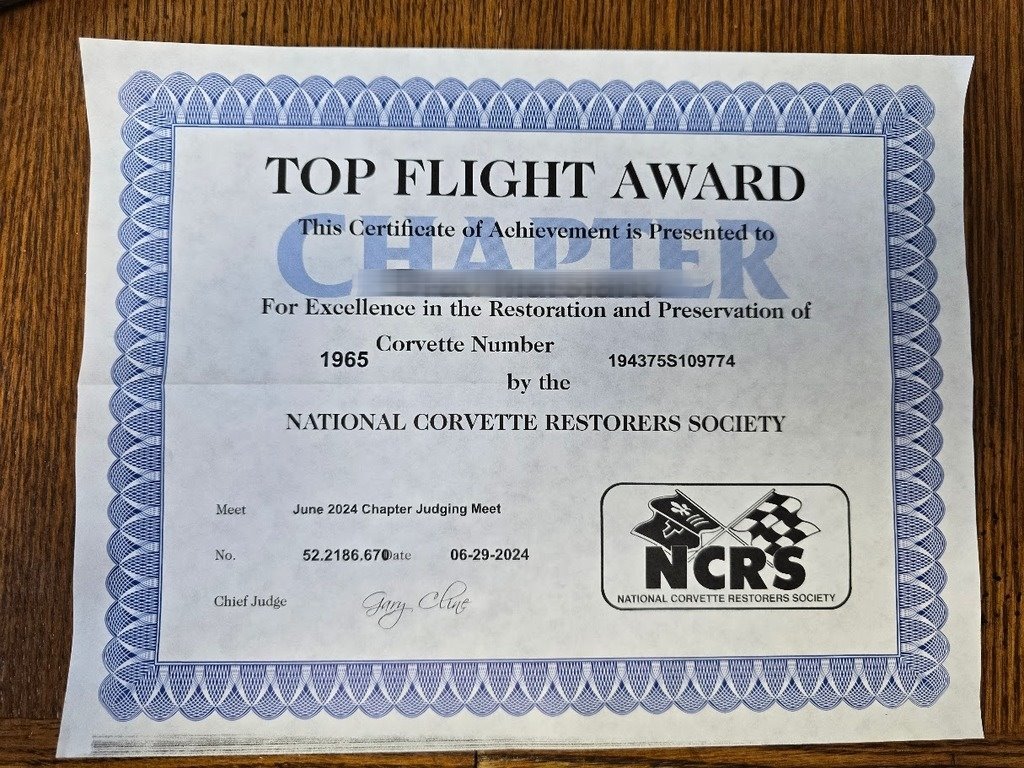 TOP FLIGHT AWARD
CHAPTER
This Certificate of Achievement is Presented to
For Excellence in the Restoration and Preservation of
1965 Corvette Number 194375S109774
by the
NATIONAL CORVETTE RESTORERS SOCIETY
Meet June 2024 Chapter Judging Meet
No. 52.2186.670 Date 06-29-2024
Chief Judge Gary Cline
NCRS
NATIONAL CORVETTE RESTORERS SOCIETY